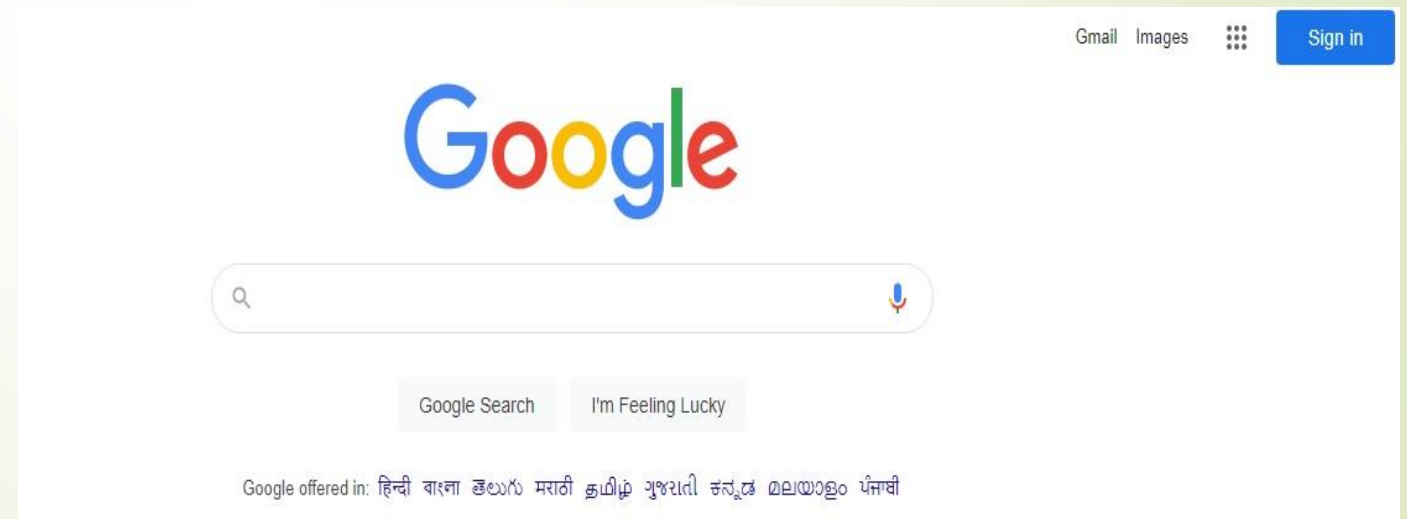 Gmail Images Sign in
Google
Google Search I'm Feeling Lucky
Google offered in: हिन्दी বাংলা తెలుగు मराठी தமிழ் ગુજરાતી ಕನ್ನಡ മലയാളം ਪੰਜਾਬੀ